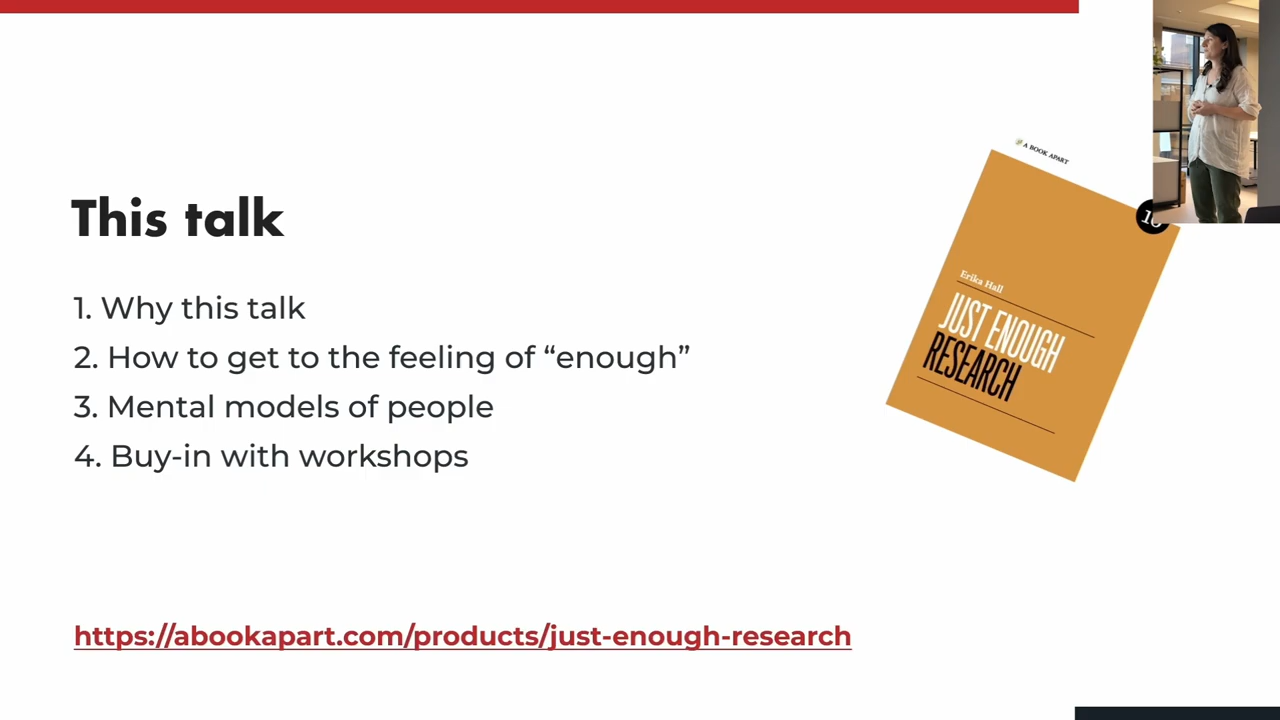 This talk
1. Why this talk
2. How to get to the feeling of “enough”
3. Mental models of people
4. Buy-in with workshops
https://abookapart.com/products/just-enough-research
A BOOK APART
Erika Hall
JUST ENOUGH
RESEARCH